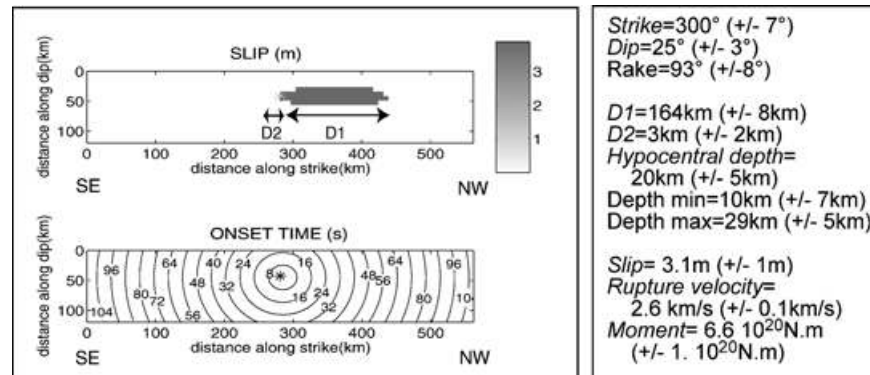 SLIP (m)
distance along dip(km)
0
50
100
D2
D1
0
100
200
300
400
500
distance along strike(km)
SE
NW
3
2
1
ONSET TIME (s)
distance along dip(km)
0
50
100
96
64
40
24
16
64
96
8
80
72
48
32
16
24
32
48
56
80
10
104
56
0
100
200
300
400
500
distance along strike(km)
SE
NW
Strike=300° (+/- 7°)
Dip=25° (+/- 3°)
Rake=93° (+/-8°)
D1=164km (+/- 8km)
D2=3km (+/- 2km)
Hypocentral depth=
20km (+/- 5km)
Depth min=10km (+/- 7km)
Depth max=29km (+/- 5km)
Slip= 3.1m (+/- 1m)
Rupture velocity=
2.6 km/s (+/- 0.1km/s)
Moment= 6.6 10²⁰N.m
(+/- 1. 10²⁰N.m)